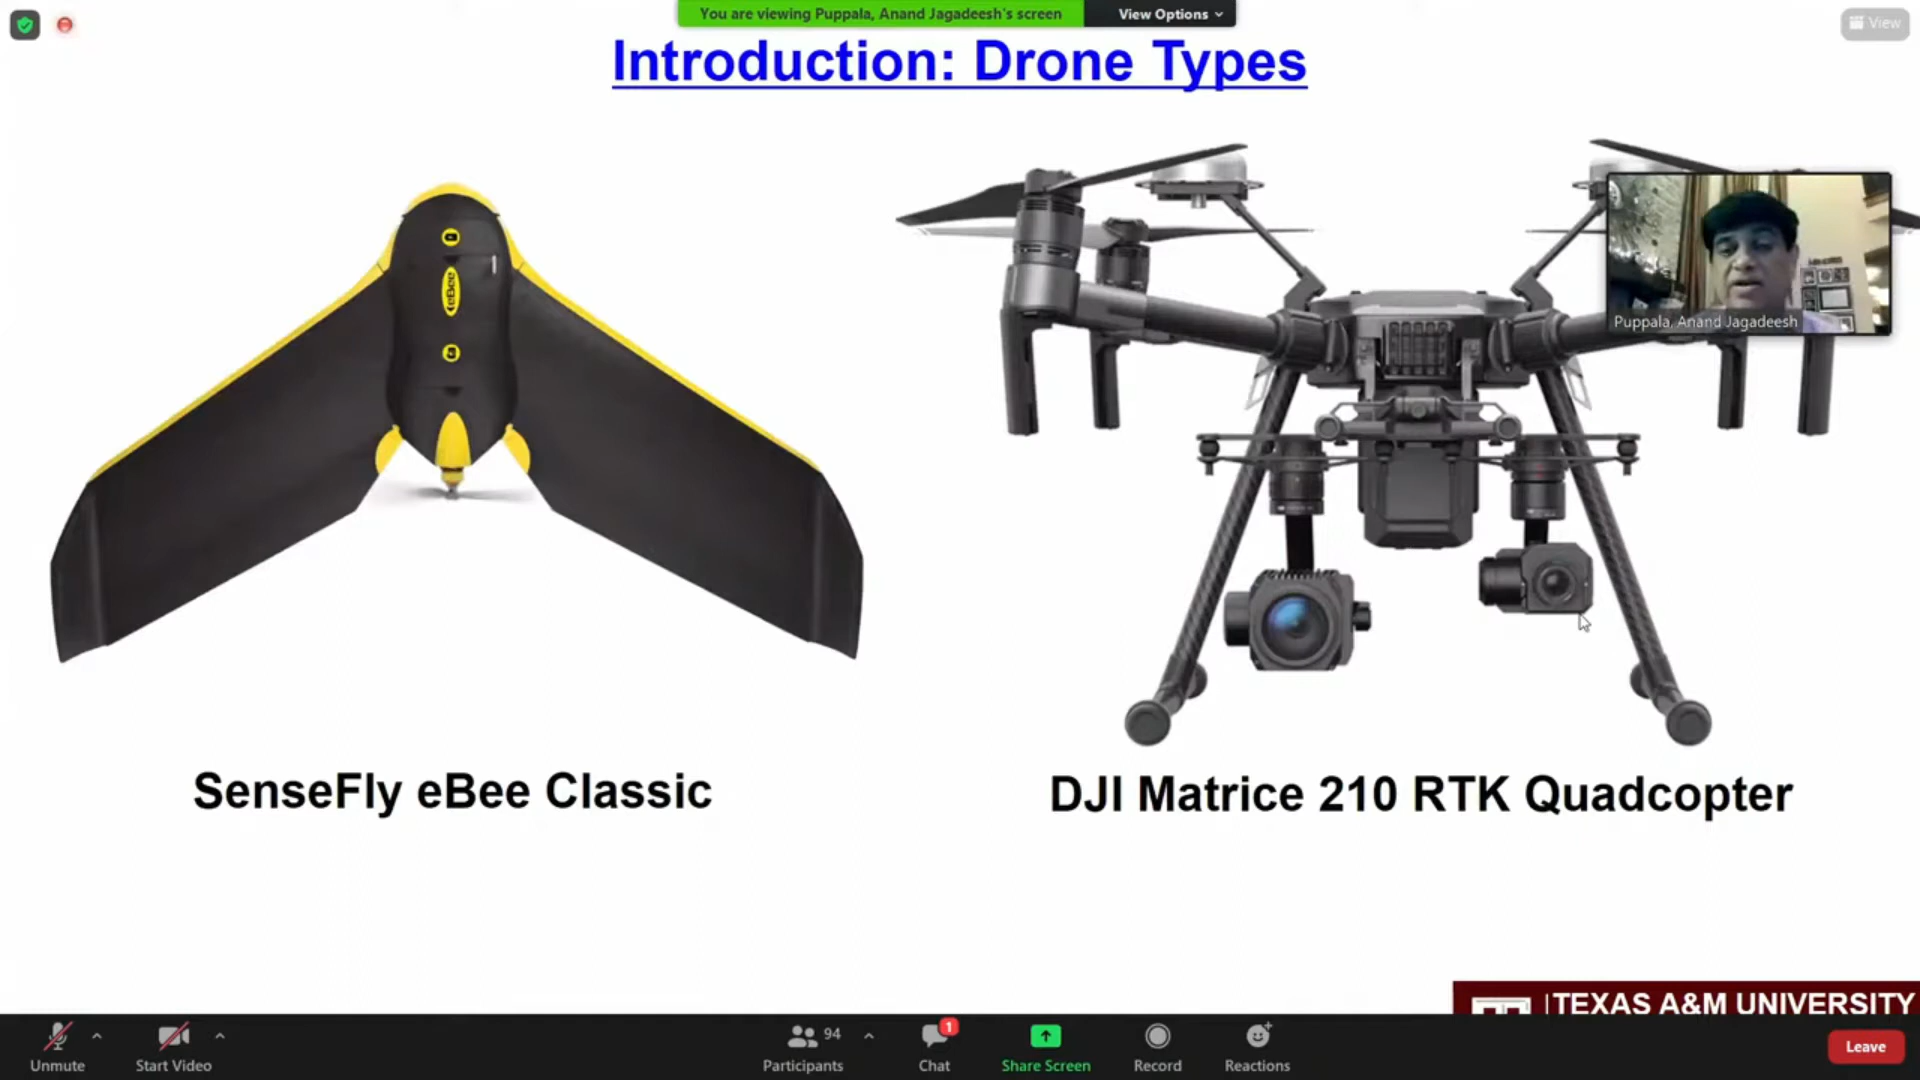 You are viewing Puppala, Anand Jagadeesh's screen
View Options
View
Introduction: Drone Types
eBee
Puppala, Anand Jagadeesh
SenseFly eBee Classic
DJI Matrice 210 RTK Quadcopter
TEXAS A&M UNIVERSITY
Unmute
Start Video
94
Participants
1
Chat
Share Screen
Record
Reactions
Leave